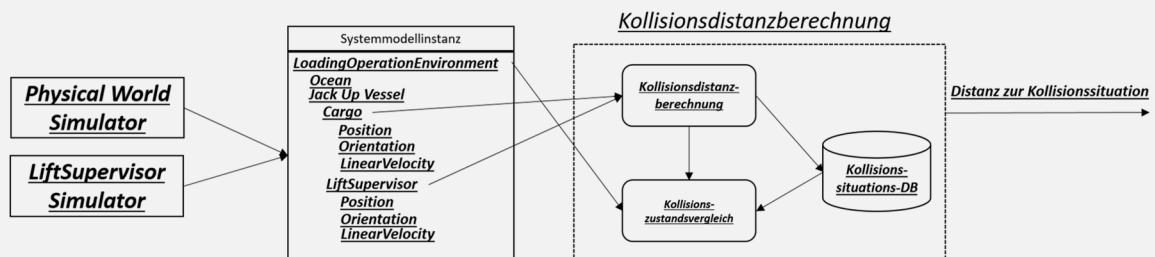 Kollisionsdistanzberechnung
Physical World
Simulator
LiftSupervisor
Simulator
Systemmodellinstanz
LoadingOperationEnvironment
Ocean
Jack Up Vessel
Cargo
Position
Orientation
LinearVelocity
LiftSupervisor
Position
Orientation
LinearVelocity
Kollisionsdistanz-
berechnung
Kollisions-
zustandsvergleich
Kollisions-
situations-DB
Distanz zur Kollissituation